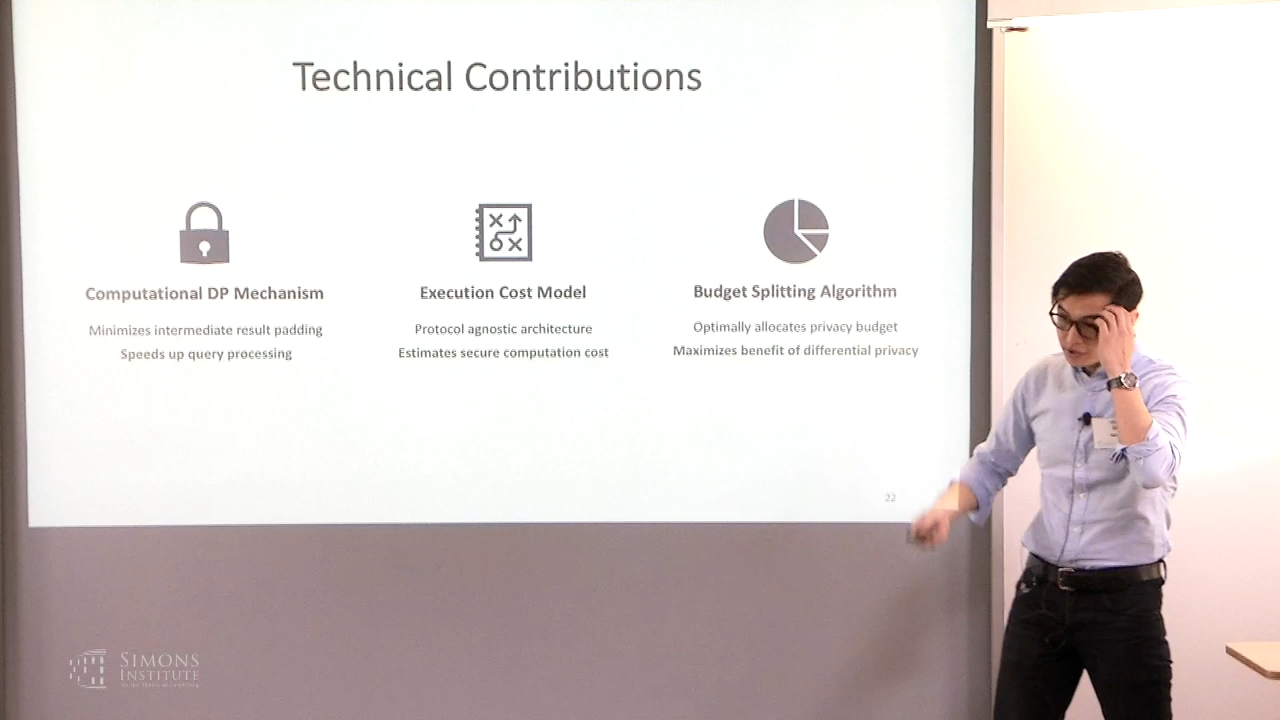 Technical Contributions
Computational DP Mechanism
Minimizes intermediate result padding
Speeds up query processing
Execution Cost Model
Protocol agnostic architecture
Estimates secure computation cost
Budget Splitting Algorithm
Optimally allocates privacy budget
Maximizes benefit of differential privacy
22
SIMONS
INSTITUTE